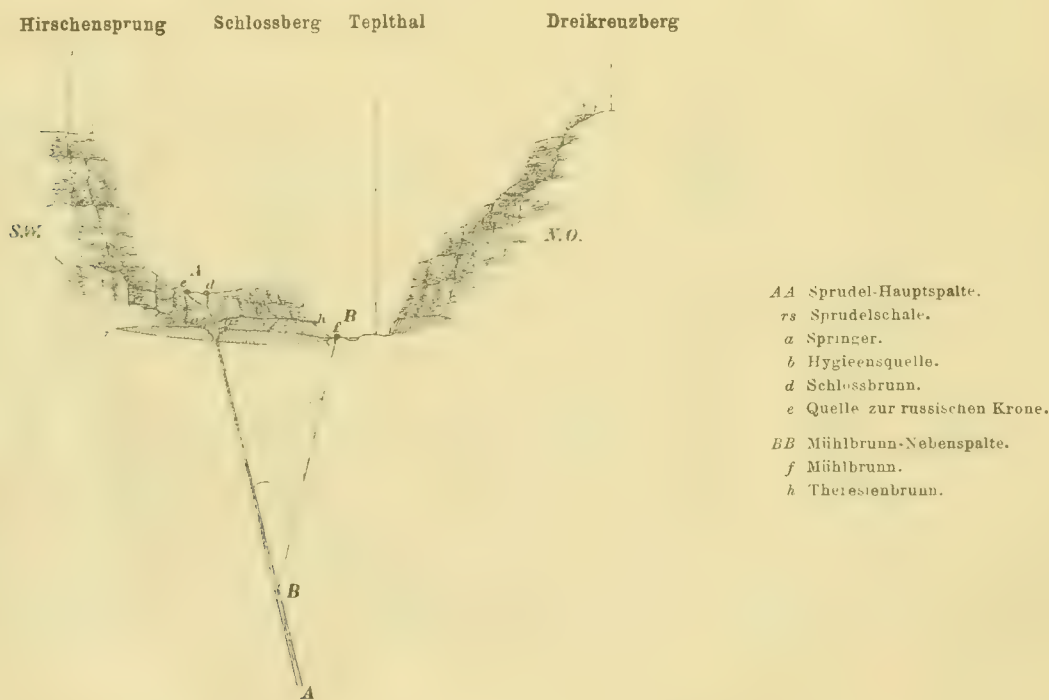 Hirschensprung Schlossberg Teplthal Dreikreuzberg
S.W.
N.O.
A
e d
h
B
f
r
B
A
AA Sprudel-Hauptspalte.
rs Sprudelschale.
a Springer.
b Hygieensquelle.
d Schlossbrunn.
e Quelle zur russischen Krone.
BB Mühlbrunn-Nebenspalte.
f Mühlbrunn.
h Theresienbrunn.